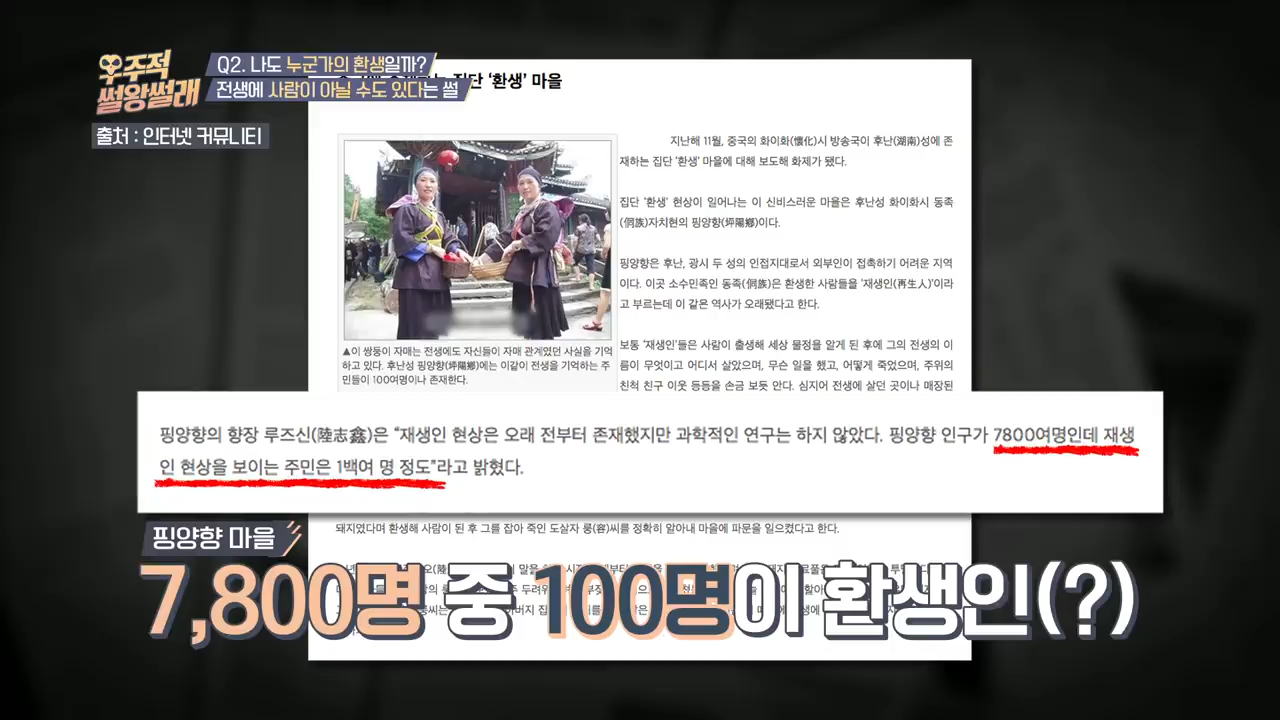 우주적
썰왕썰래
Q2. 나도 누군가의 환생일까?
전생에 사람이 아닐 수도 있다는 썰
출처 : 인터넷 커뮤니티
집단 '환생' 마을
지난해 11월, 중국의 화이화(懷化)시 방송국이 후난(湖南)성에 존
재하는 집단 '환생' 마을에 대해 보도해 화제가 됐다.
집단 '환생' 현상이 일어나는 이 신비스러운 마을은 후난성 화이화시 동족
(侗族)자치현의 핑양향(坪陽鄉)이다.
핑양향은 후난, 광시 두 성의 인접지대로서 외부인이 접촉하기 어려운 지역
이다. 이곳 소수민족인 동족(侗族)은 환생한 사람들을 '재생인(再生人)'이라
고 부르는데 이 같은 역사가 오래됐다고 한다.
보통 '재생인'들은 사람이 출생해 세상 물정을 알게 된 후에 그의 전생의 이
름이 무엇이고 어디서 살았으며, 무슨 일을 했고, 어떻게 죽었으며, 주위의
친척 친구 이웃 등등을 손금 보듯 안다. 심지어 전생에 살던 곳이나 매장된
▲이 쌍둥이 자매는 전생에도 자신들이 자매 관계였던 사실을 기억
하고 있다. 후난성 핑양향(坪陽鄉)에는 이같이 전생을 기억하는 주
민들이 100여명이나 존재한다.
핑양향의 향장 루즈신(陸志鑫)은 “재생인 현상은 오래 전부터 존재했지만 과학적인 연구는 하지 않았다. 핑양향 인구가 7800여명인데 재생
인 현상을 보이는 주민은 1백여 명 정도"라고 밝혔다.
돼지였다며 환생해 사람이 된 후 그를 잡아 죽인 도살자 룽(容)씨를 정확히 알아내 마을에 파문을 일으켰다고 한다.
핑양향 마을
7,800명 중 100명이 환생인(?)